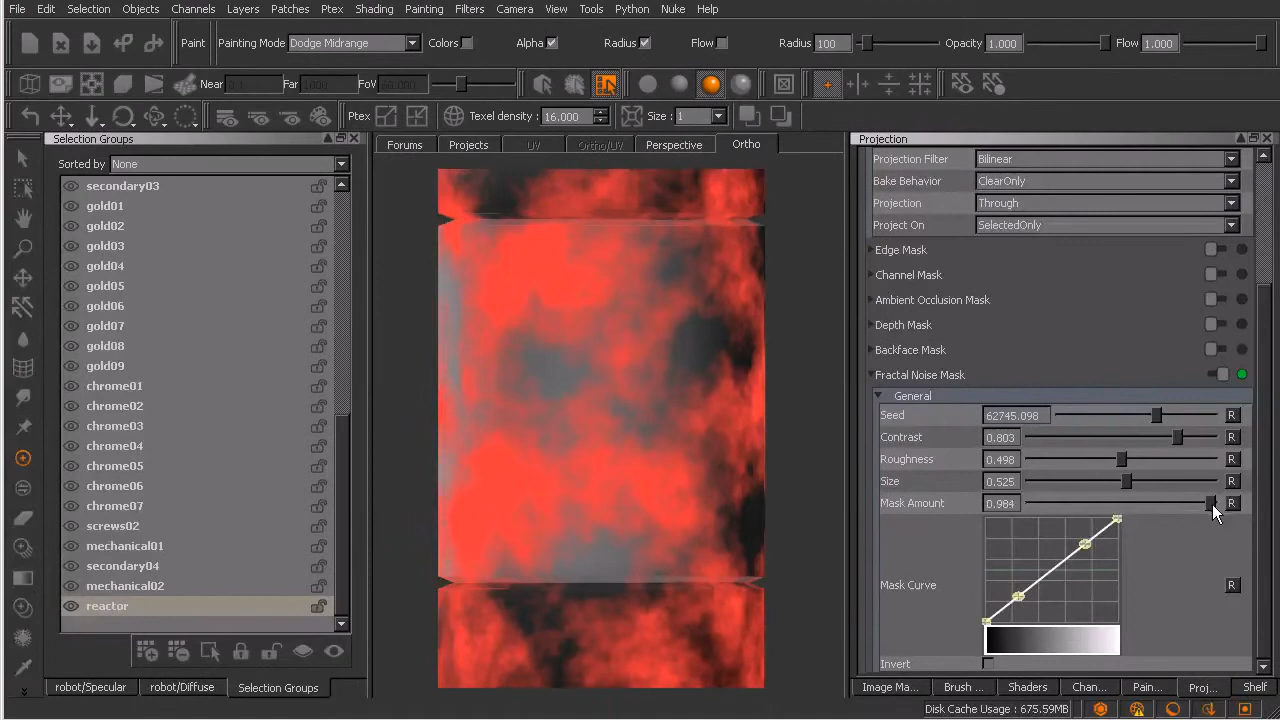 File Edit Selection Objects Channels Layers Patches Ptex Shading Painting Filters Camera View Tools Python Nuke Help
Paint Painting Mode Dodge Midrange Colors Alpha Radius Flow Radius 100 Opacity 1.000 Flow 1.000
Near 0.1 Far 1000 FoV
Ptex Texel density: 16.000 Size : 1
Selection Groups
Sorted by None
secondary03
gold01
gold02
gold03
gold04
gold05
gold06
gold07
gold08
gold09
chrome01
chrome02
chrome03
chrome04
chrome05
chrome06
chrome07
screws02
mechanical01
secondary04
mechanical02
reactor
robot/Specular robot/Diffuse Selection Groups
Forums Projects UV Ortho/UV Perspective Ortho
Projection
Projection Filter Bilinear
Bake Behavior ClearOnly
Projection Through
Project On SelectedOnly
Edge Mask
Channel Mask
Ambient Occlusion Mask
Depth Mask
Backface Mask
Fractal Noise Mask
General
Seed 62745.098 R
Contrast 0.803 R
Roughness 0.498 R
Size 0.525 R
Mask Amount 0.984 R
Mask Curve R
Invert
Image Ma... Brush ... Shaders Chan... Pain... Proj... Shelf
Disk Cache Usage : 675.59MB